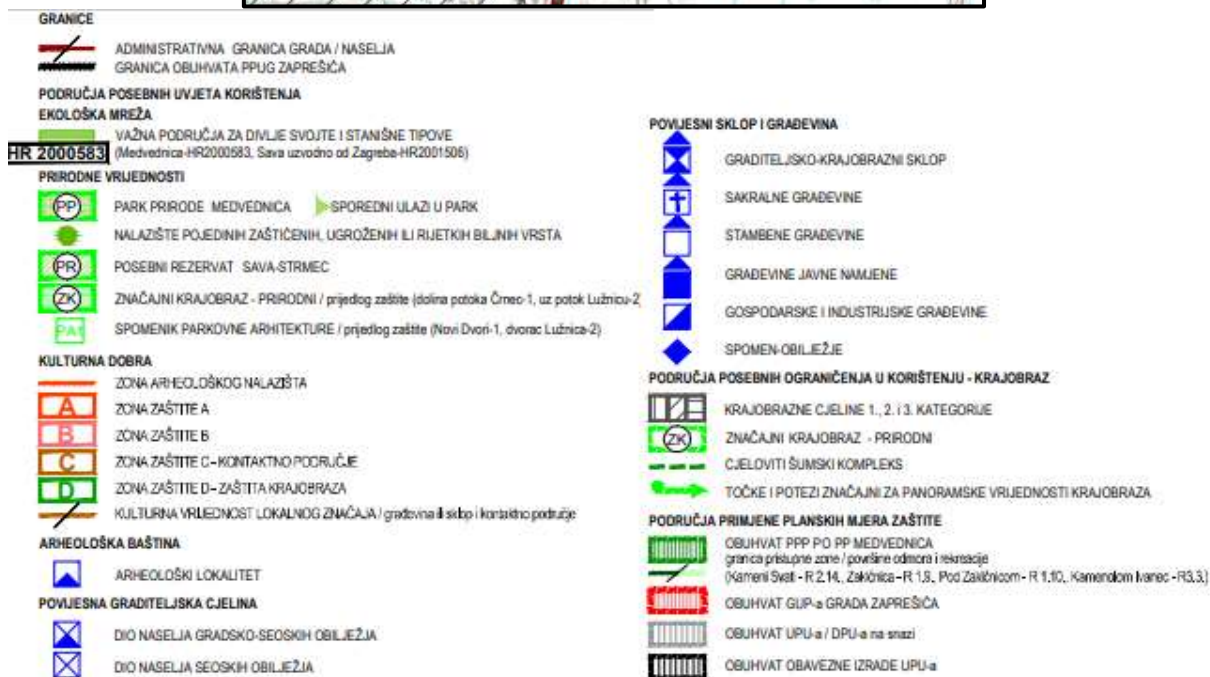 GRANICE
ADMINISTRATIVNA GRANICA GRADA / NASELJA
GRANICA OBUHVATA PPUG ZAPREŠIĆA
PODRUČJA POSEBNIH UVJETA KORIŠTENJA
EKOLOŠKA MREŽA
VAŽNA PODRUČJA ZA DIVLJE SVOJTE I STANIŠNE TIPOVE
HR 2000583 (Medvednica-HR2000583, Sava uzvodno od Zagreba-HR2001506)
PRIRODNE VRIJEDNOSTI
PP PARK PRIRODE MEDVEDNICA SPOREDNI ULAZI U PARK
NALAZIŠTE POJEDINIH ZAŠTIĆENIH, UGROŽENIH ILI RIJETKIH BILJNIH VRSTA
PR POSEBNI REZERVAT SAVA-STRMEC
ZK ZNAČAJNI KRAJOBRAZ - PRIRODNI / prijedlog zaštite (dolina potoka Črnec-1, uz potok Lužnicu-2)
PA1 SPOMENIK PARKOVNE ARHITEKTURE / prijedlog zaštite (Novi Dvori-1, dvorac Lužnica-2)
KULTURNA DOBRA
ZONA ARHEOLOŠKOG NALAZIŠTA
A ZONA ZAŠTITE A
B ZONA ZAŠTITE B
C ZONA ZAŠTITE C-KONTAKTNO PODRUČJE
D ZONA ZAŠTITE D-ZAŠTITA KRAJOBRAZA
KULTURNA VRIJEDNOST LOKALNOG ZNAČAJA / građevina ili sklop i kontaktno područje
ARHEOLOŠKA BAŠTINA
ARHEOLOŠKI LOKALITET
POVIJESNA GRADITELJSKA CJELINA
DIO NASELJA GRADSKO-SEOSKIH OBILJEŽJA
DIO NASELJA SEOSKIH OBILJEŽJA
POVIJESNI SKLOP I GRAĐEVINA
GRADITELJSKO-KRAJOBRAZNI SKLOP
SAKRALNE GRAĐEVINE
STAMBENE GRAĐEVINE
GRAĐEVINE JAVNE NAMJENE
GOSPODARSKE I INDUSTRIJSKE GRAĐEVINE
SPOMEN-OBILJEŽJE
PODRUČJA POSEBNIH OGRANIČENJA U KORIŠTENJU - KRAJOBRAZ
KRAJOBRAZNE CJELINE 1., 2. i 3. KATEGORIJE
ZK ZNAČAJNI KRAJOBRAZ - PRIRODNI
CJELOVITI ŠUMSKI KOMPLEKS
TOČKE I POTEZI ZNAČAJNI ZA PANORAMSKE VRIJEDNOSTI KRAJOBRAZA
PODRUČJA PRIMJENE PLANSKIH MJERA ZAŠTITE
OBUHVAT PPP PO PP MEDVEDNICA
granica pristupne zone / površine odmora i rekreacije
(Kameni Svati - R 2.14., Zakičnica - R 1.9., Pod Zakičnicom - R 1.10., Kamenolom Ivanec - R3.3.)
OBUHVAT GUP-a GRADA ZAPREŠIĆA
OBUHVAT UPU-a / DPU-a na snazi
OBUHVAT OBAVEZNE IZRADE UPU-a